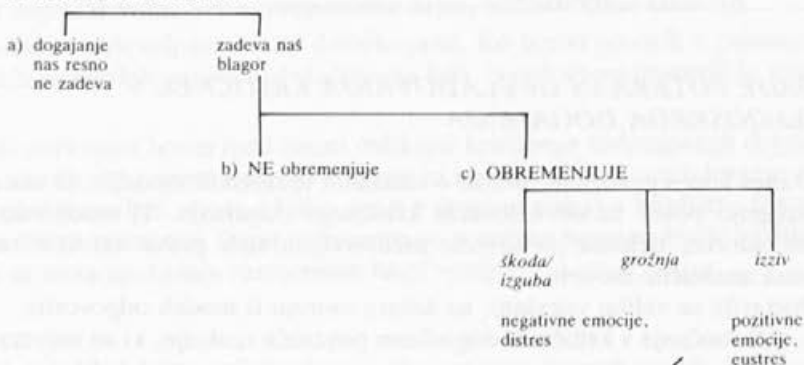 a) dogajanje
nas resno
ne zadeva
zadeva naš
blagor
b) NE obremenjuje
c) OBREMENJUJE
škoda/
izguba
grožnja
izziv
negativne emocije,
distres
pozitivne
emocije,
eustres